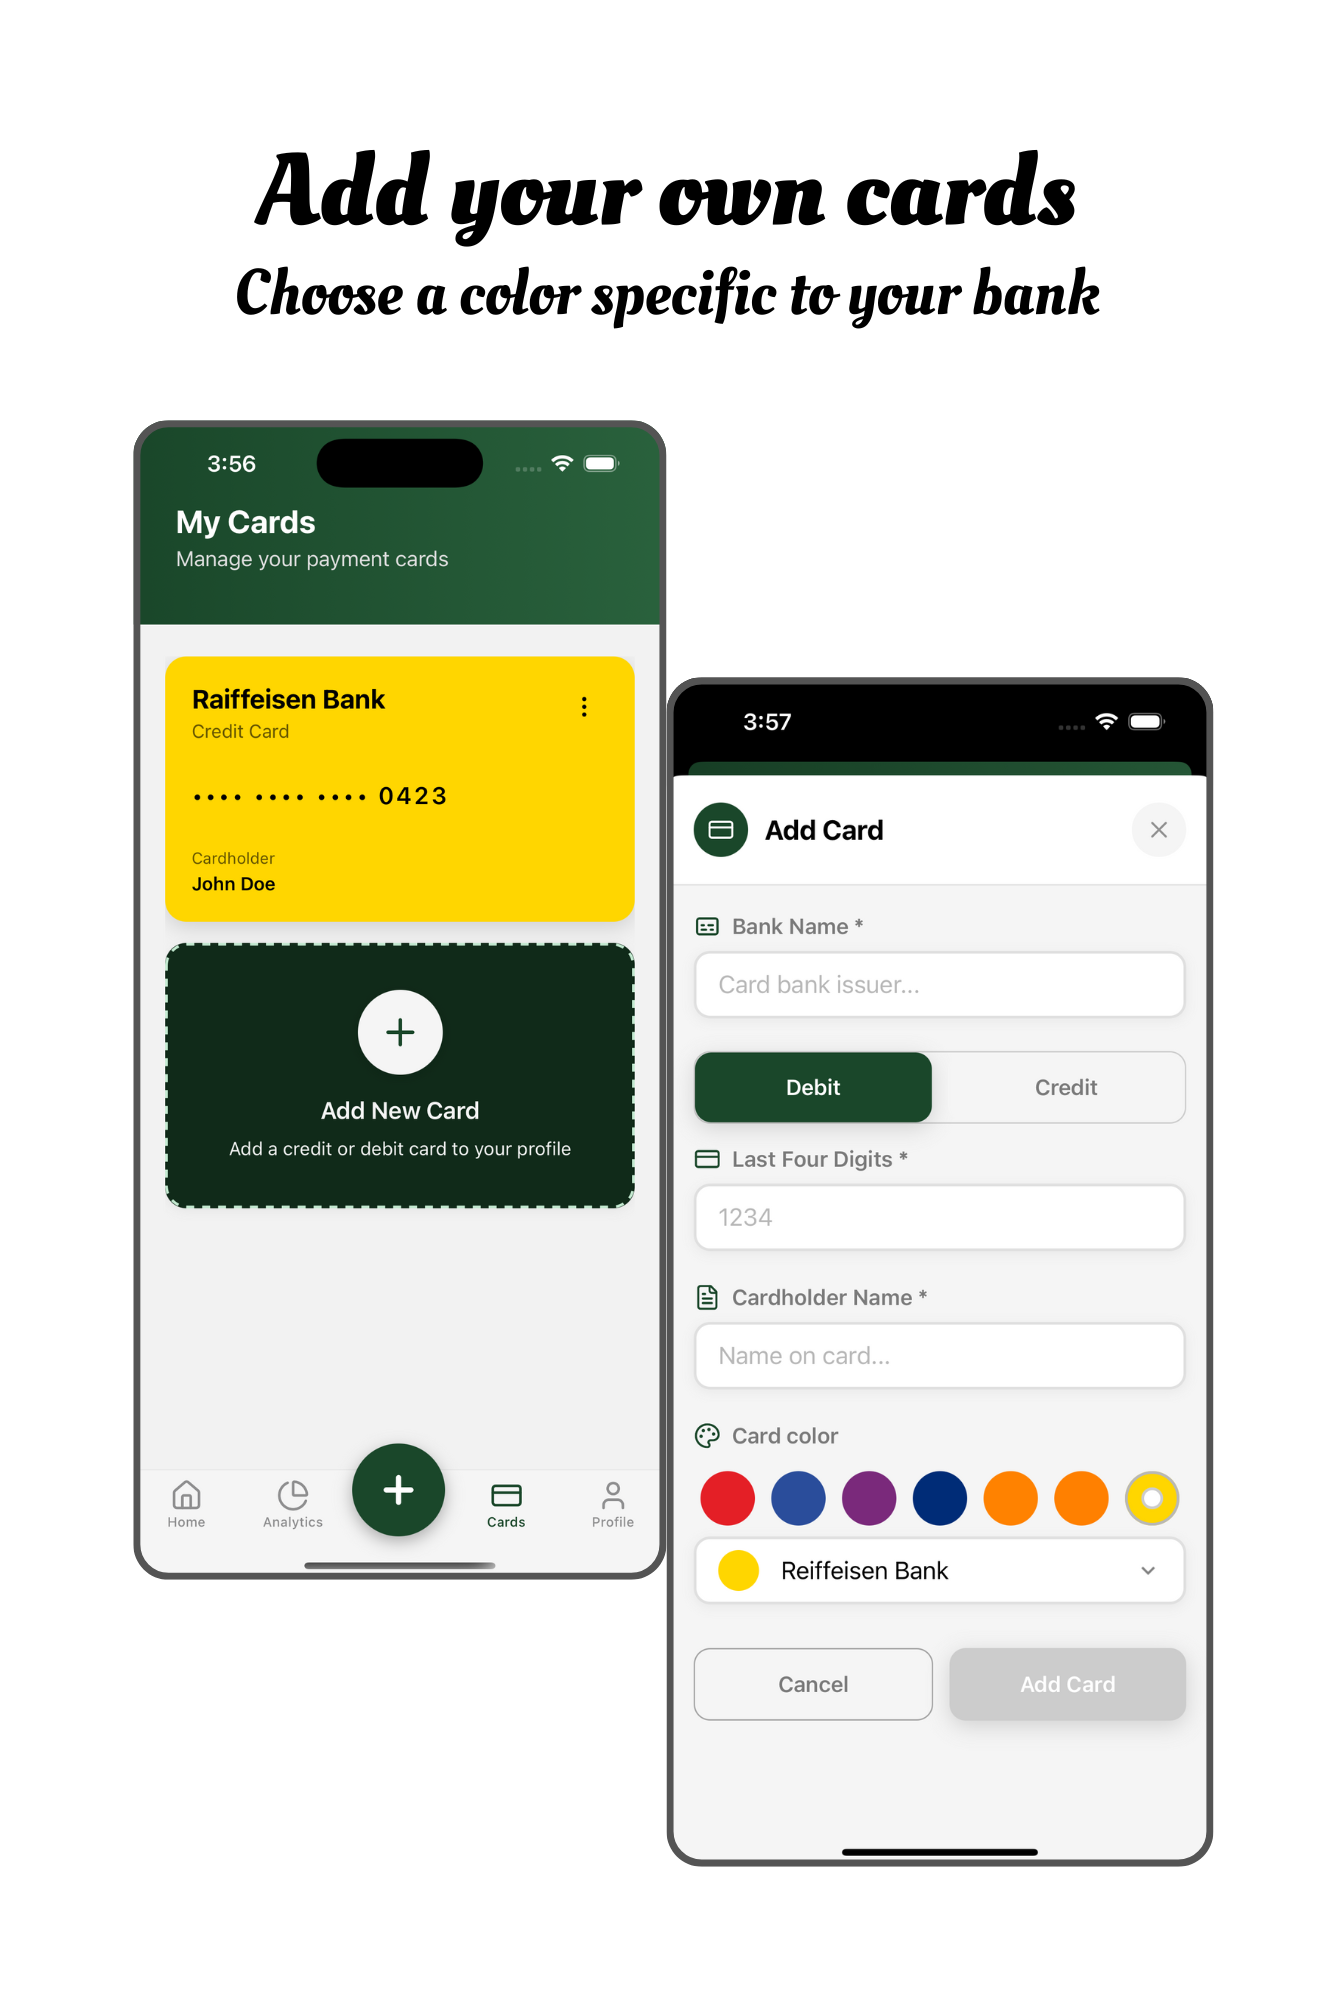 Add your own cards
Choose a color specific to your bank
3:56
My Cards
Manage your payment cards
Raiffeisen Bank
Credit Card
•••• •••• •••• 0423
Cardholder
John Doe
Add New Card
Add a credit or debit card to your profile
Home
Analytics
Cards
Profile
3:57
Add Card
Bank Name *
Card bank issuer...
Debit
Credit
Last Four Digits *
1234
Cardholder Name *
Name on card...
Card color
Reiffeisen Bank
Cancel
Add Card